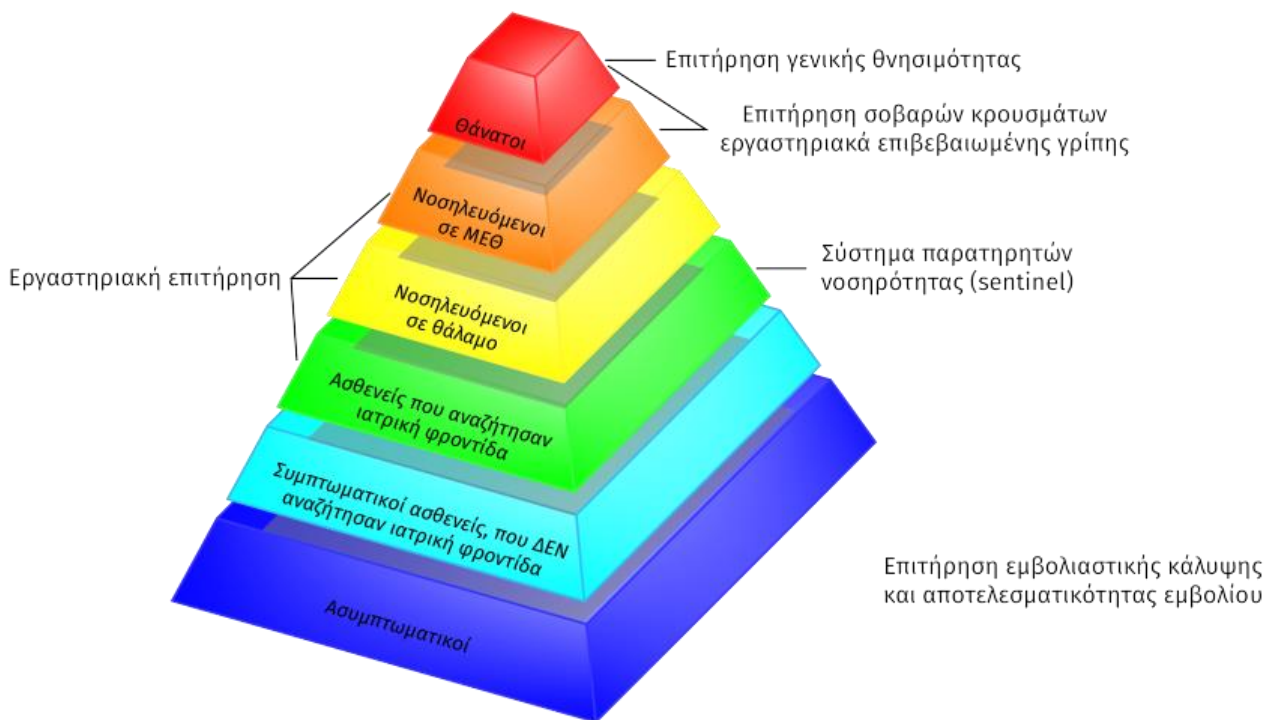 Επιτήρηση γενικής θνησιμότητας
Επιτήρηση σοβαρών κρουσμάτων
εργαστηριακά επιβεβαιωμένης γρίπης
Θάνατοι
Νοσηλευόμενοι
σε ΜΕΘ
Σύστημα παρατηρητών
νοσηρότητας (sentinel)
Εργαστηριακή επιτήρηση
Νοσηλευόμενοι
σε θάλαμο
Ασθενείς που αναζήτησαν
ιατρική φροντίδα
Συμπτωματικοί ασθενείς, που ΔΕΝ
αναζήτησαν ιατρική φροντίδα
Επιτήρηση εμβολιαστικής κάλυψης
και αποτελεσματικότητας εμβολίου
Ασυμπτωματικοί